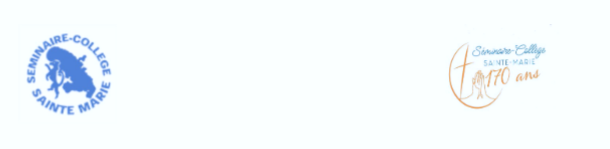 SEMINAIRE-COLLEGE
SAINTE MARIE
Séminaire-Collège
SAINTE-MARIE
170 ans